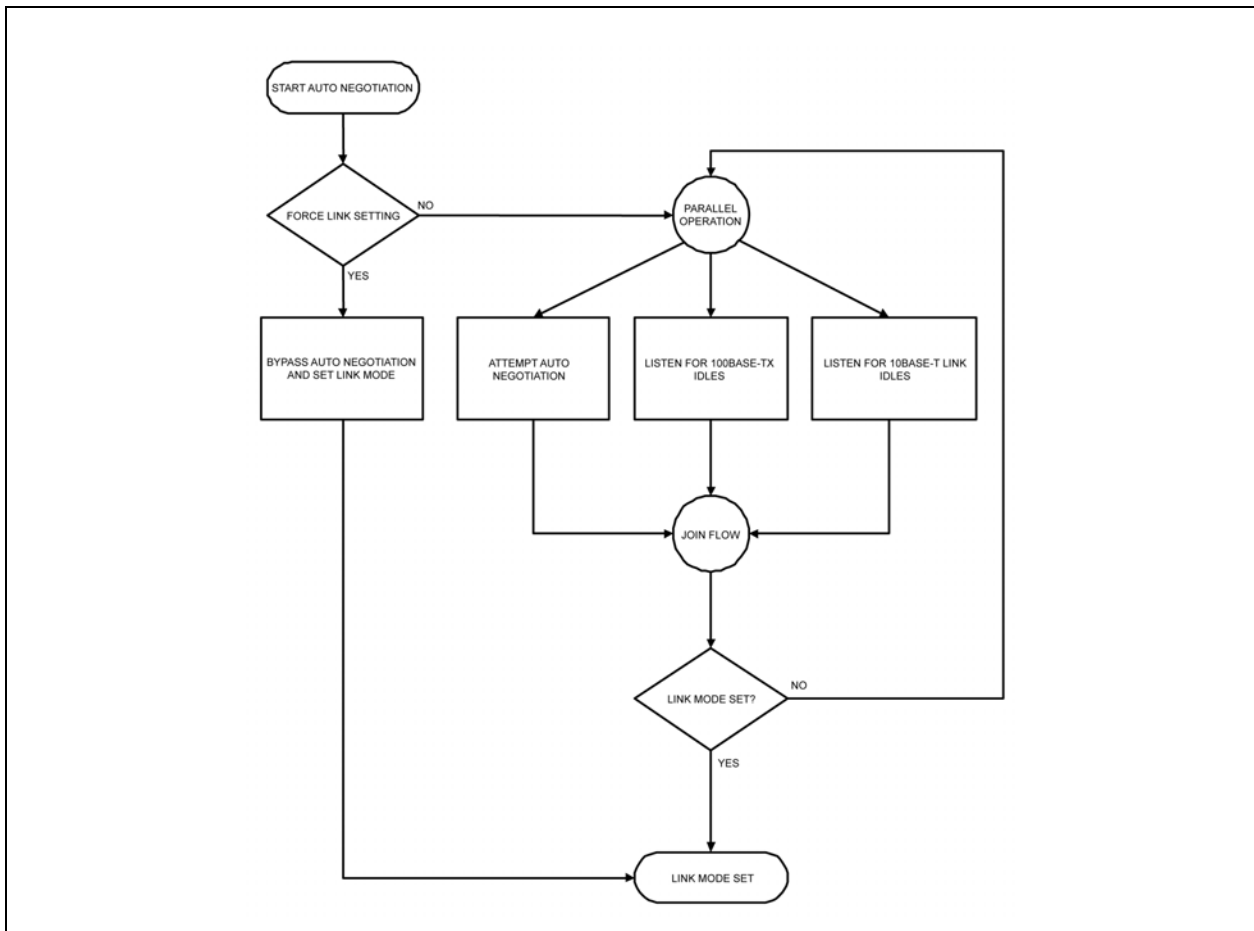 START AUTO NEGOTIATION
FORCE LINK SETTING
NO
YES
PARALLEL
OPERATION
BYPASS AUTO NEGOTIATION
AND SET LINK MODE
ATTEMPT AUTO
NEGOTIATION
LISTEN FOR 100BASE-TX
IDLES
LISTEN FOR 10BASE-T LINK
IDLES
JOIN FLOW
LINK MODE SET?
NO
YES
LINK MODE SET